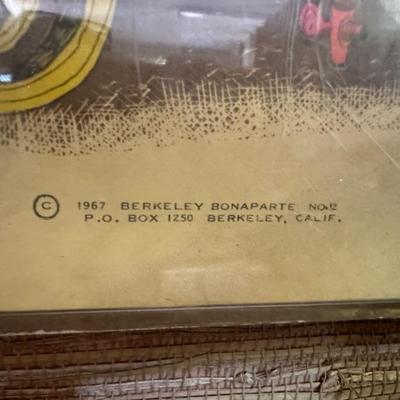 © 1967 BERKELEY BONAPARTE NO.12
P.O. BOX 1250 BERKELEY, CALIF.